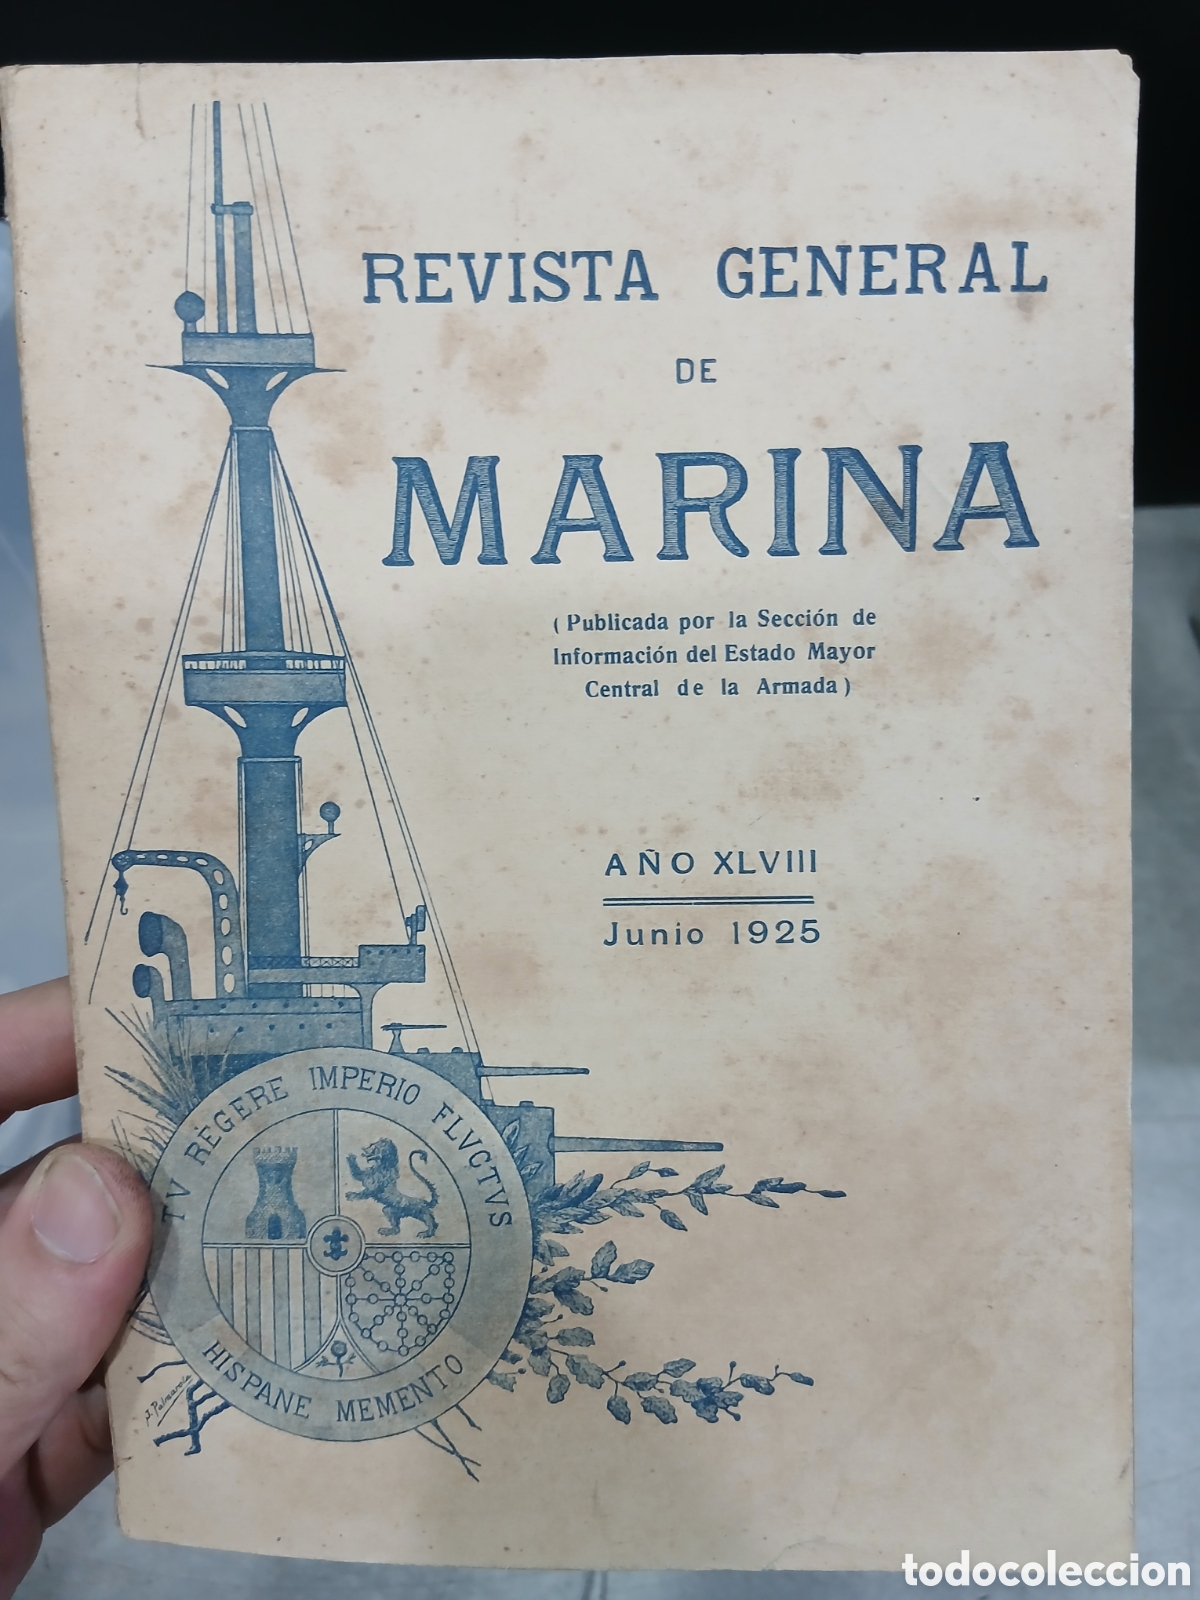 REVISTA GENERAL
DE
MARINA
(Publicada por la Sección de
Información del Estado Mayor
Central de la Armada)
AÑO XLVIII
Junio 1925
TV RÈGERE IMPERIO FLVCTVS
HISPANE MEMENTO
todocoleccion